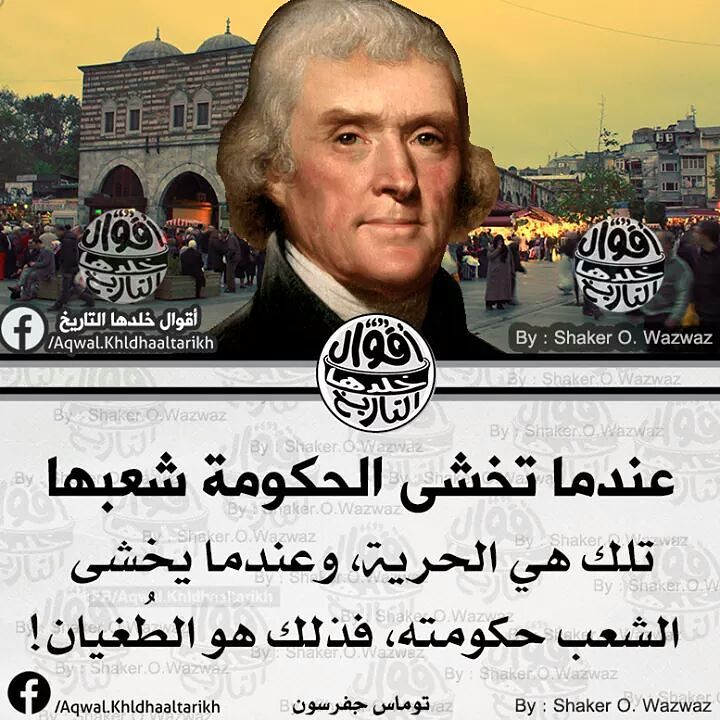 أقوال خلدها التاريخ
أقوال خلدها التاريخ
أقوال خلدها التاريخ
/Aqwal.Khldhaaltarikh
By : Shaker O. Wazwaz
أقوال خلدها التاريخ
عندما تخشى الحكومة شعبها
تلك هي الحرية، وعندما يخشى
الشعب حكومته، فذلك هو الطُغيان!
/Aqwal.Khldhaaltarikh
توماس جفرسون
By : Shaker O. Wazwaz